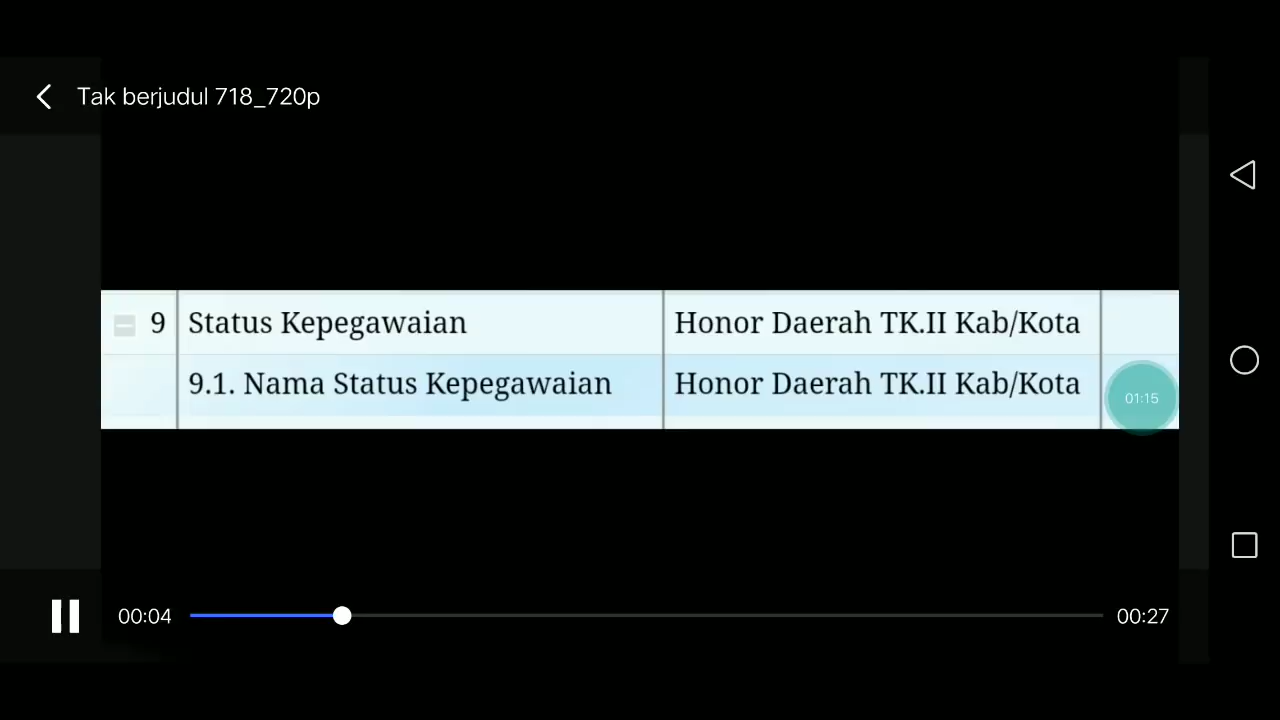 Tak berjudul 718_720p
9 Status Kepegawaian Honor Daerah TK.II Kab/Kota
9.1. Nama Status Kepegawaian Honor Daerah TK.II Kab/Kota
01:15
00:04 00:27